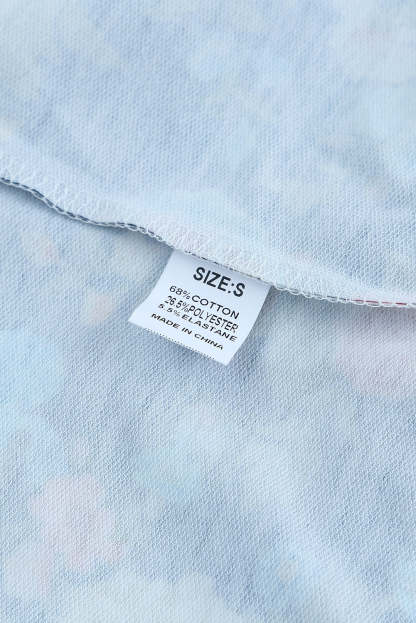 SIZE:S
68%COTTON
26.5%POLYESTER
5.5%ELASTANE
MADE IN CHINA